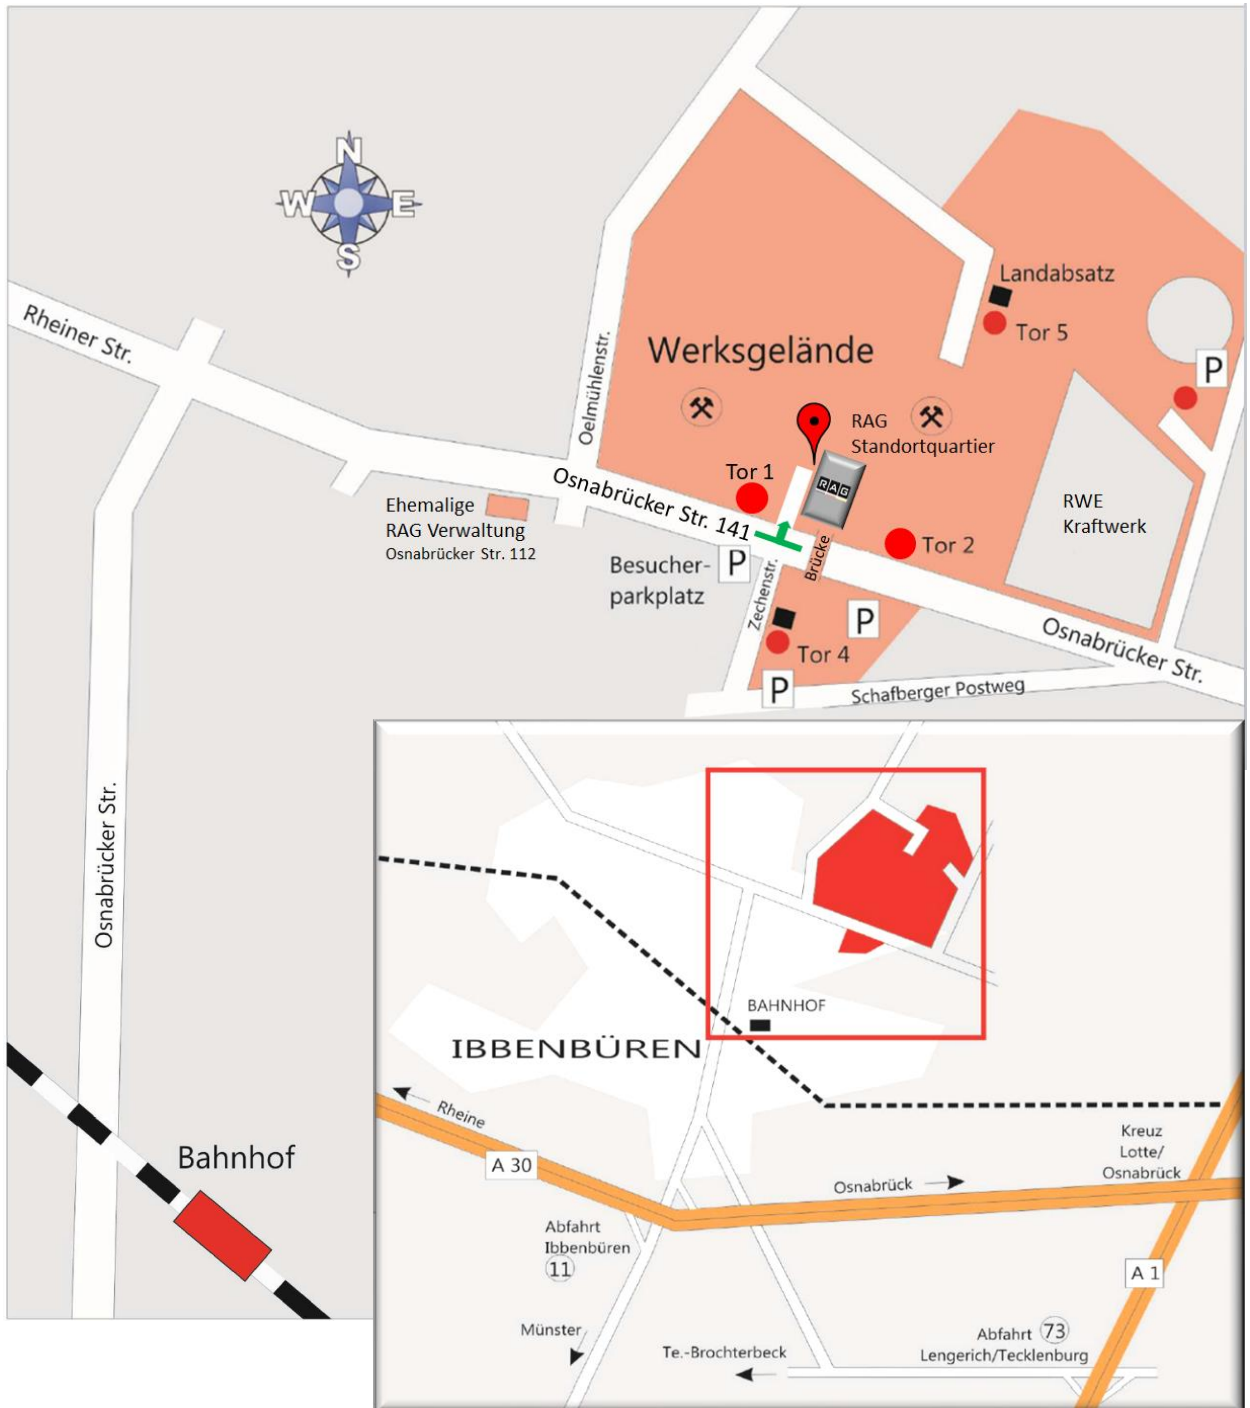 N
W E
S
Rheiner Str.
Oelmühlenstr.
Landabsatz
Tor 5
P
Werksgelände
RAG
Standortquartier
RAG
Tor 1
Osnabrücker Str. 141
Tor 2
RWE
Kraftwerk
Ehemalige
RAG Verwaltung
Osnabrücker Str. 112
Besucher-
parkplatz
P
Zechenstr.
Brücke
P
Tor 4
P
Osnabrücker Str.
Schafberger Postweg
Osnabrücker Str.
Bahnhof
BAHNHOF
IBBENBÜREN
Rheine
A 30
Osnabrück
Kreuz
Lotte/
Osnabrück
Abfahrt
Ibbenbüren
11
A 1
Münster
Te.-Brochterbeck
Abfahrt 73
Lengerich/Tecklenburg